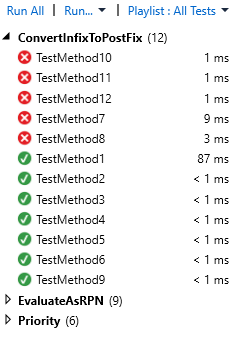 Run All | Run... | Playlist : All Tests
ConvertInfixToPostFix (12)
TestMethod10 1 ms
TestMethod11 1 ms
TestMethod12 1 ms
TestMethod7 9 ms
TestMethod8 3 ms
TestMethod1 87 ms
TestMethod2 < 1 ms
TestMethod3 < 1 ms
TestMethod4 < 1 ms
TestMethod5 < 1 ms
TestMethod6 < 1 ms
TestMethod9 < 1 ms
EvaluateAsRPN (9)
Priority (6)